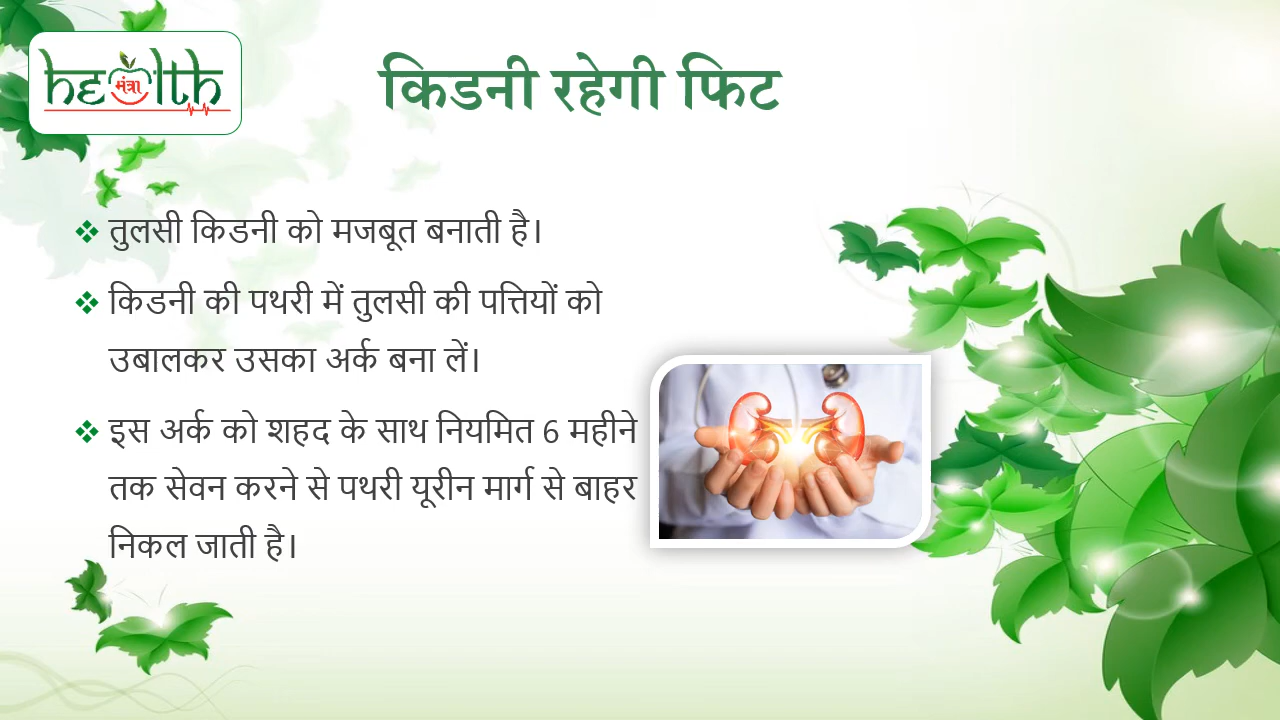 health
मंत्रा
किडनी रहेगी फिट
❖ तुलसी किडनी को मजबूत बनाती है।
❖ किडनी की पथरी में तुलसी की पत्तियों को
उबालकर उसका अर्क बना लें।
❖ इस अर्क को शहद के साथ नियमित 6 महीने
तक सेवन करने से पथरी यूरीन मार्ग से बाहर
निकल जाती है।